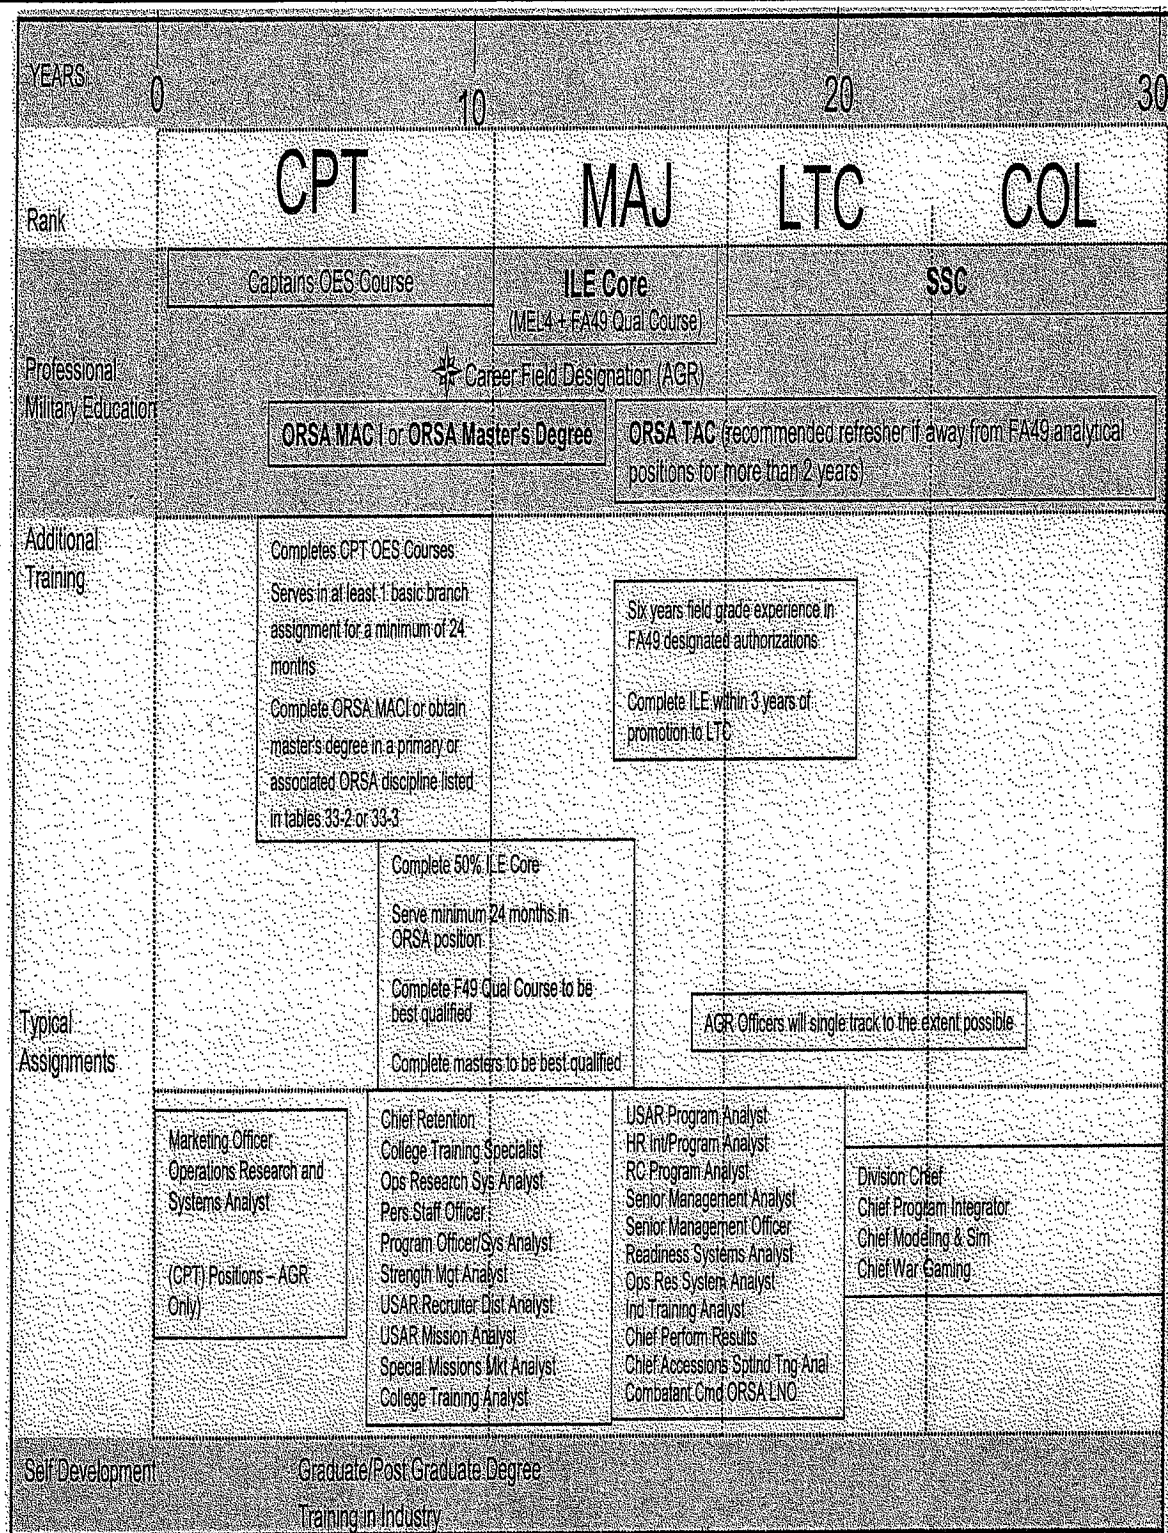 YEARS
0
10
20
30
Rank
CPT
MAJ
LTC
COL
Professional
Military Education
Captains OES Course
ILE Core
(MEL4 + FA49 Qual Course)
SSC
Career Field Designation (AGR)
ORSA MAC I or ORSA Master's Degree
ORSA TAC (recommended refresher if away from FA49 analytical
positions for more than 2 years)
Additional
Training
Completes CPT OES Courses
Serves in at least 1 basic branch
assignment for a minimum of 24
months
Complete ORSA MACI or obtain
master's degree in a primary or
associated ORSA discipline listed
in tables 33-2 or 33-3
Six years field grade experience in
FA49 designated authorizations
Complete ILE within 3 years of
promotion to LTC
Complete 50% ILE Core
Serve minimum 24 months in
ORSA position
Complete F49 Qual Course to be
best qualified
Complete masters to be best qualified
AGR Officers will single track to the extent possible
Typical
Assignments
Marketing Officer
Operations Research and
Systems Analyst
(CPT) Positions – AGR
Only)
Chief Retention
College Training Specialist
Ops Research Sys Analyst
Pers Staff Officer
Program Officer/Sys Analyst
Strength Mgt Analyst
USAR Recruiter Dist Analyst
USAR Mission Analyst
Special Missions Mkt Analyst
College Training Analyst
USAR Program Analyst
HR Int/Program Analyst
RC Program Analyst
Senior Management Analyst
Senior Management Officer
Readiness Systems Analyst
Ops Res System Analyst
Ind Training Analyst
Chief Perform Results
Chief Accessions Sptlnd Tng Anal
Combatant Cmd ORSA LNO
Division Chief
Chief Program Integrator
Chief Modeling & Sim
Chief War Gaming
Self Development
Graduate/Post Graduate Degree
Training in Industry